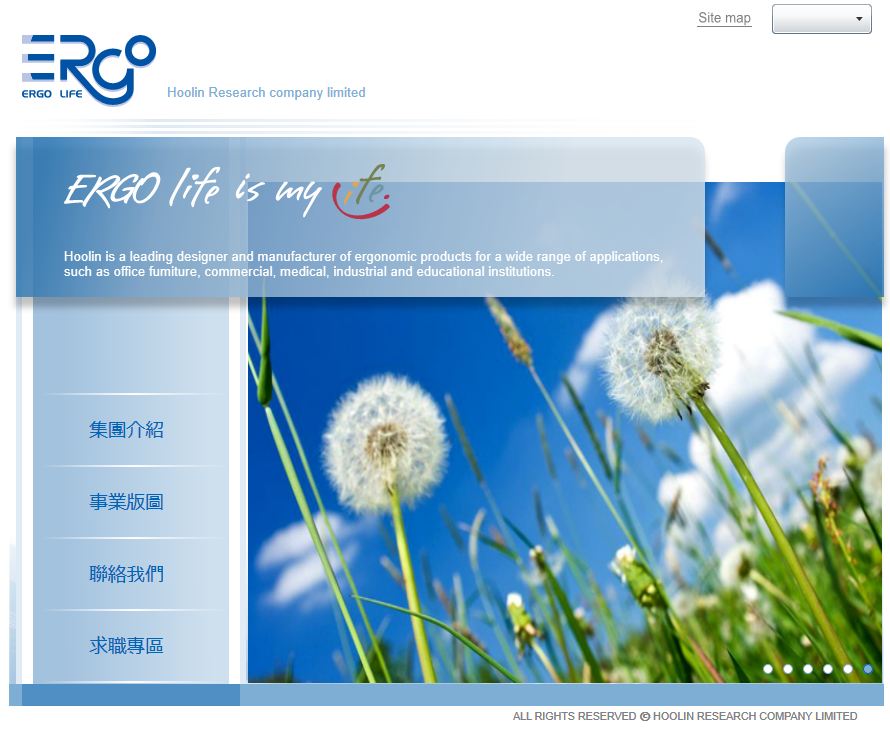 Site map
ERGO
ERGO LIFE
Hoolin Research company limited
ERGO life is my life.
Hoolin is a leading designer and manufacturer of ergonomic products for a wide range of applications,
such as office furniture, commercial, medical, industrial and educational institutions.
集團介紹
事業版圖
聯絡我們
求職專區
ALL RIGHTS RESERVED © HOOLIN RESEARCH COMPANY LIMITED